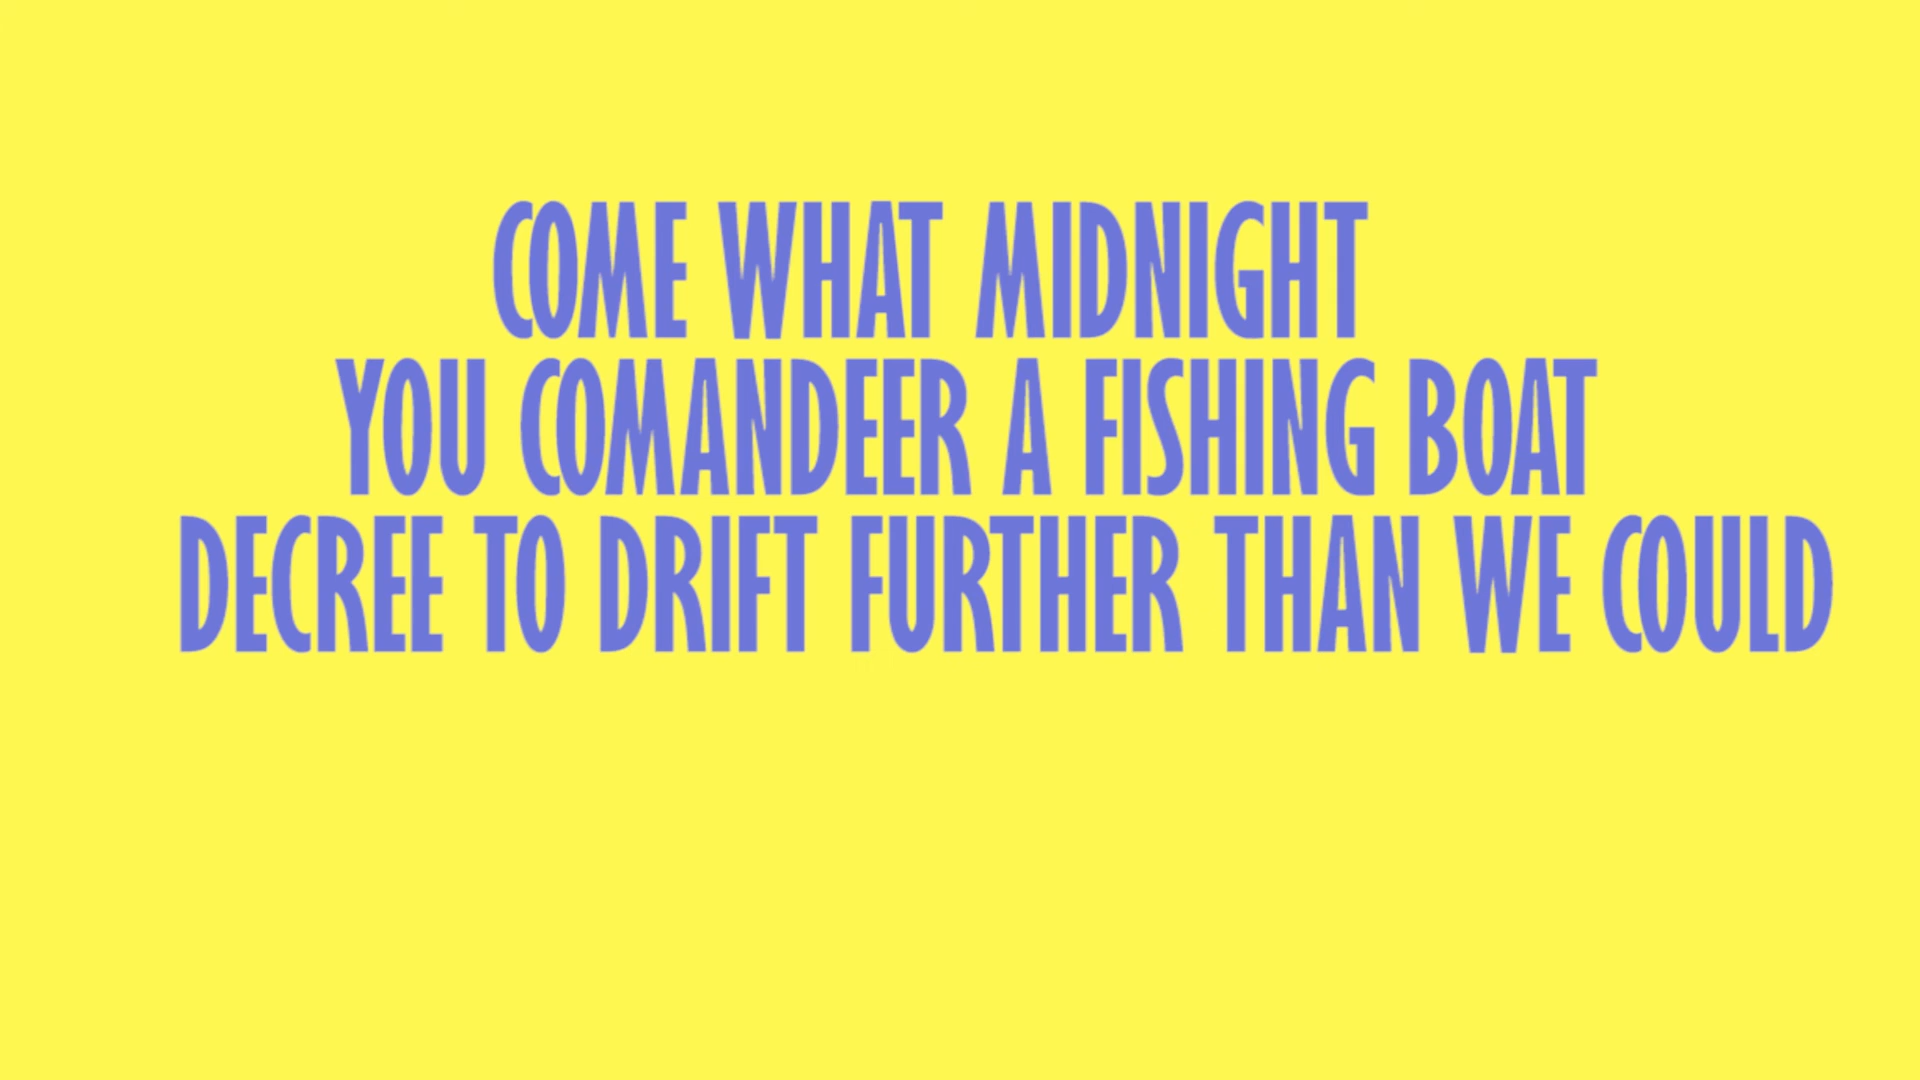 COME WHAT MIDNIGHT
YOU COMANDEER A FISHING BOAT
DECREE TO DRIFT FURTHER THAN WE COULD